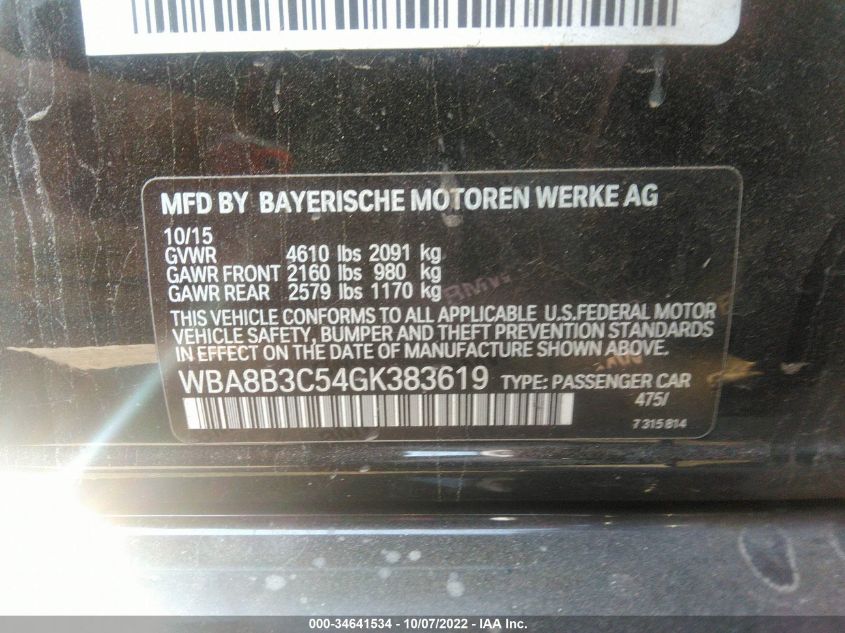 MFD BY BAYERISCHE MOTOREN WERKE AG
10/15
GVWR 4610 lbs 2091 kg
GAWR FRONT 2160 lbs 980 kg
GAWR REAR 2579 lbs 1170 kg
THIS VEHICLE CONFORMS TO ALL APPLICABLE U.S.FEDERAL MOTOR
VEHICLE SAFETY, BUMPER AND THEFT PREVENTION STANDARDS
IN EFFECT ON THE DATE OF MANUFACTURE SHOWN ABOVE.
WBA8B3C54GK383619 TYPE: PASSENGER CAR
475/
7 315 814
000-34641534 - 10/07/2022 - IAA Inc.